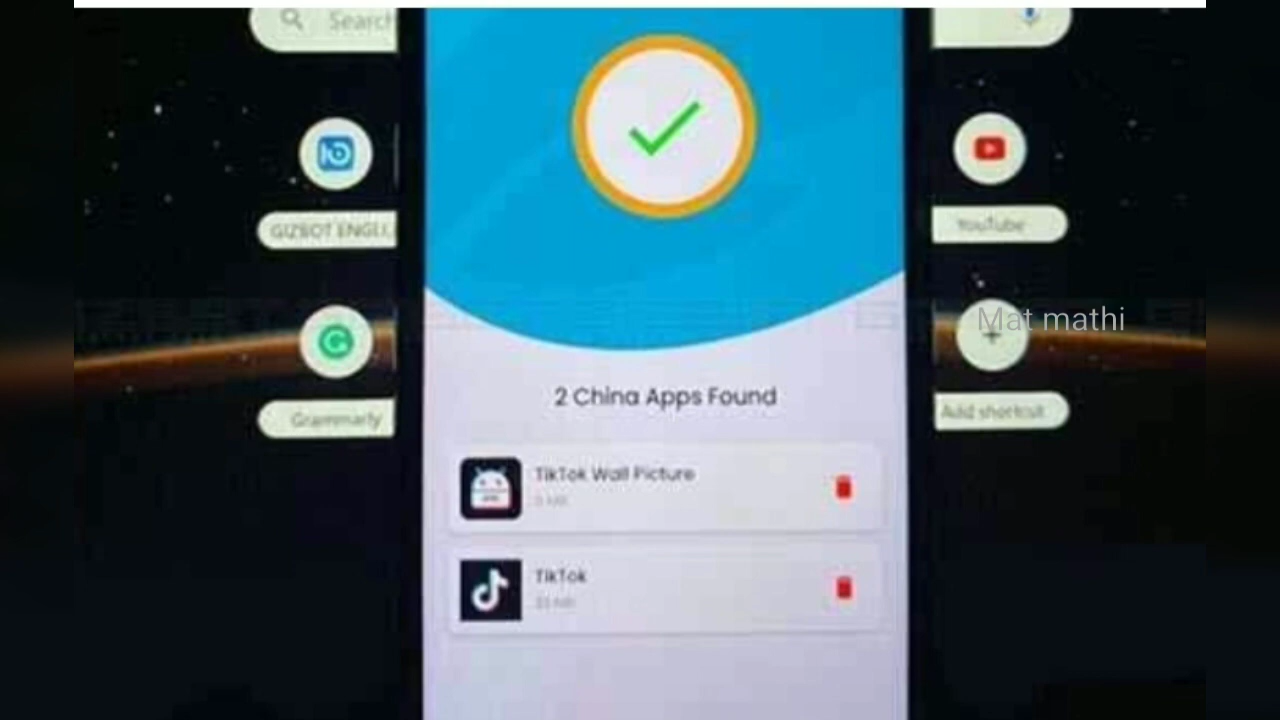 Search
GIZBOT ENGLI...
YouTube
Mat mathi
2 China Apps Found
Grammarly
Add shortcut
TikTok Wall Picture
TikTok